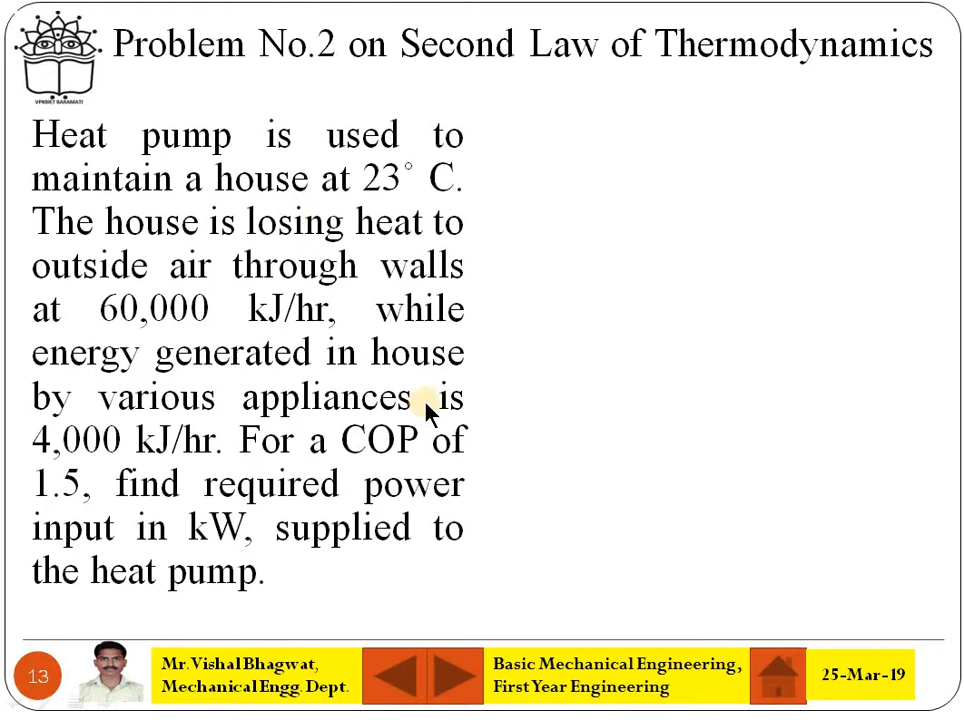 Problem No.2 on Second Law of Thermodynamics
VPKBIET BARAMATI
Heat pump is used to
maintain a house at 23° C.
The house is losing heat to
outside air through walls
at 60,000 kJ/hr, while
energy generated in house
by various appliances is
4,000 kJ/hr. For a COP of
1.5, find required power
input in kW, supplied to
the heat pump.
13
Mr. Vishal Bhagwat,
Mechanical Engg. Dept.
Basic Mechanical Engineering,
First Year Engineering
25-Mar-19